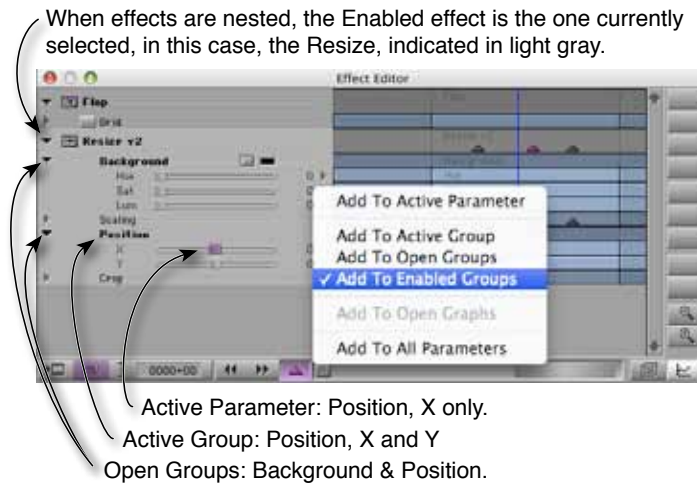 When effects are nested, the Enabled effect is the one currently
selected, in this case, the Resize, indicated in light gray.
Effect Editor
Flop
Grid
Resize v2
Background
Hue
Sat
Lum
Scaling
Position
X
Y
Crop
Add To Active Parameter
Add To Active Group
Add To Open Groups
✓ Add To Enabled Groups
Add To Open Graphs
Add To All Parameters
0000+00
Active Parameter: Position, X only.
Active Group: Position, X and Y
Open Groups: Background & Position.